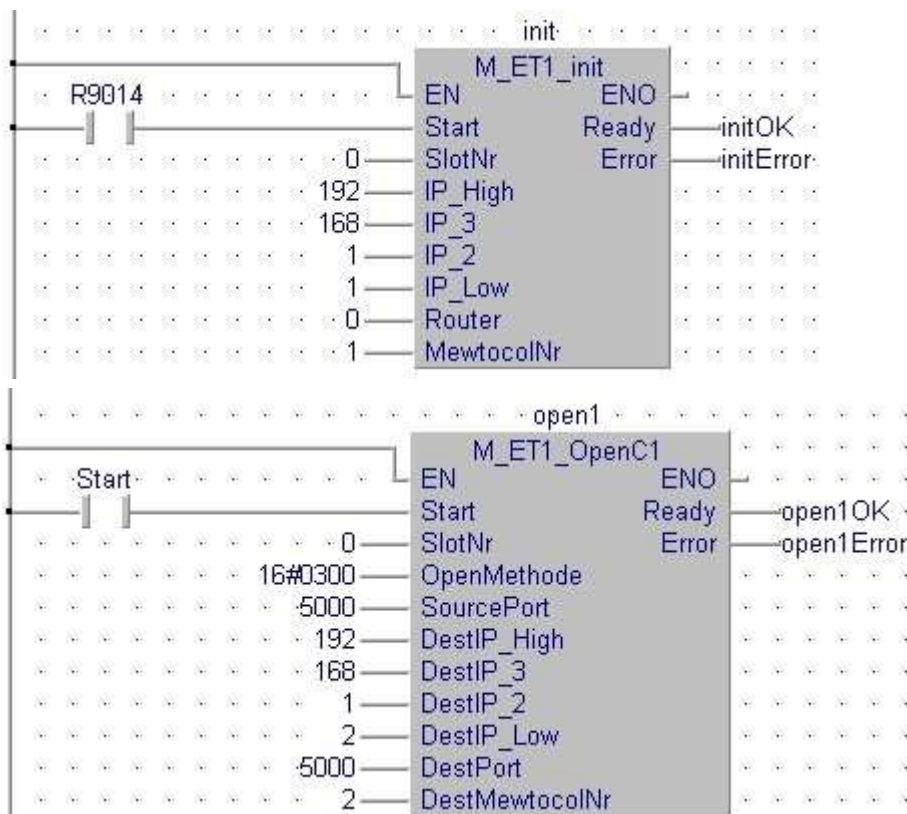 init
M_ET1_init
EN ENO
R9014
Start Ready initOK
0 SlotNr Error initError
192 IP_High
168 IP_3
1 IP_2
1 IP_Low
0 Router
1 MewtocolNr
open1
M_ET1_OpenC1
EN ENO
Start
Start Ready open1OK
0 SlotNr Error open1Error
16#0300 OpenMethode
5000 SourcePort
192 DestIP_High
168 DestIP_3
1 DestIP_2
2 DestIP_Low
5000 DestPort
2 DestMewtocolNr